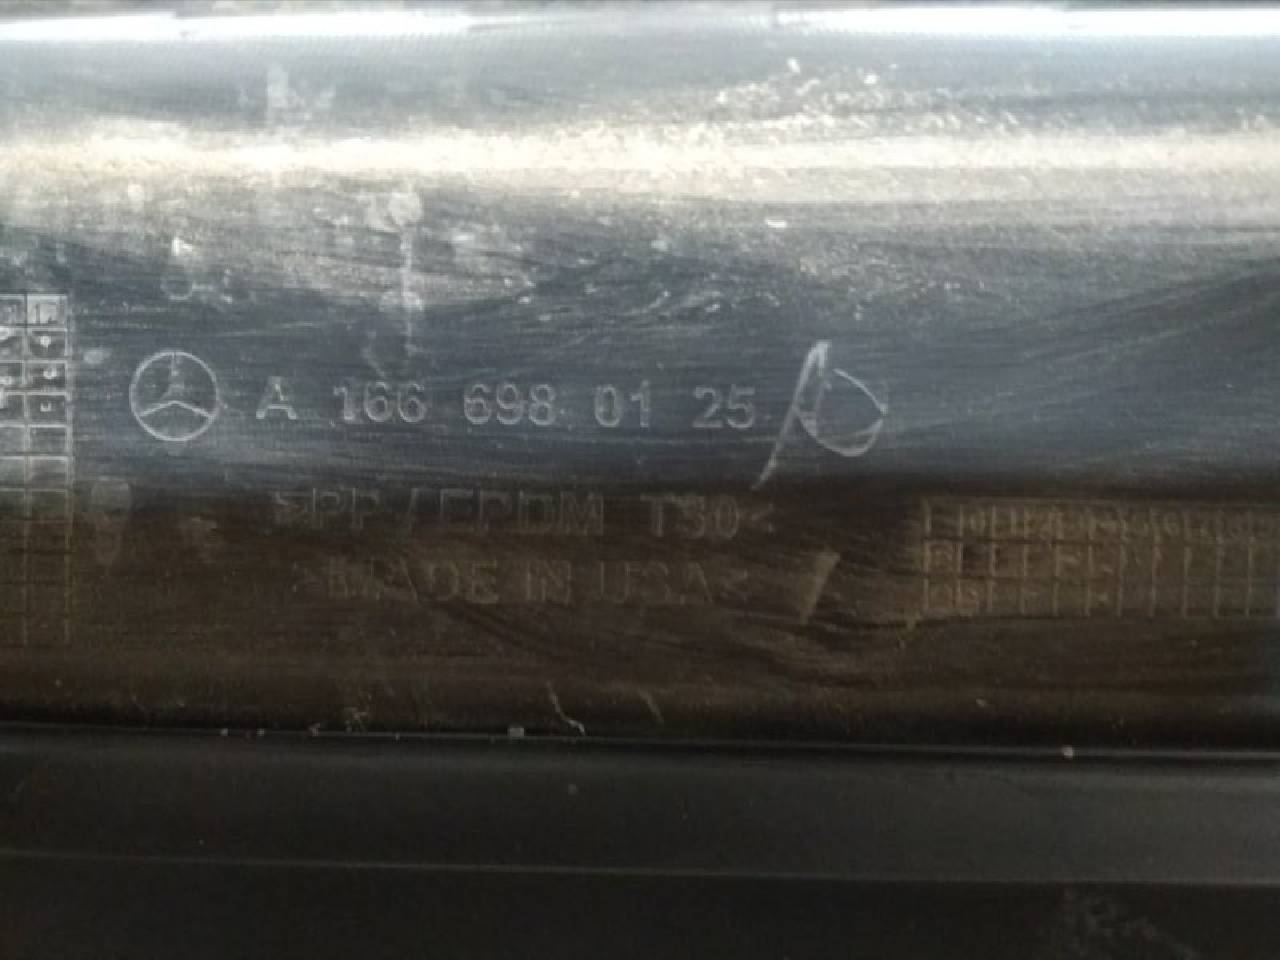 A 166 698 01 25
>PP/EPDM T30<
>MADE IN USA<